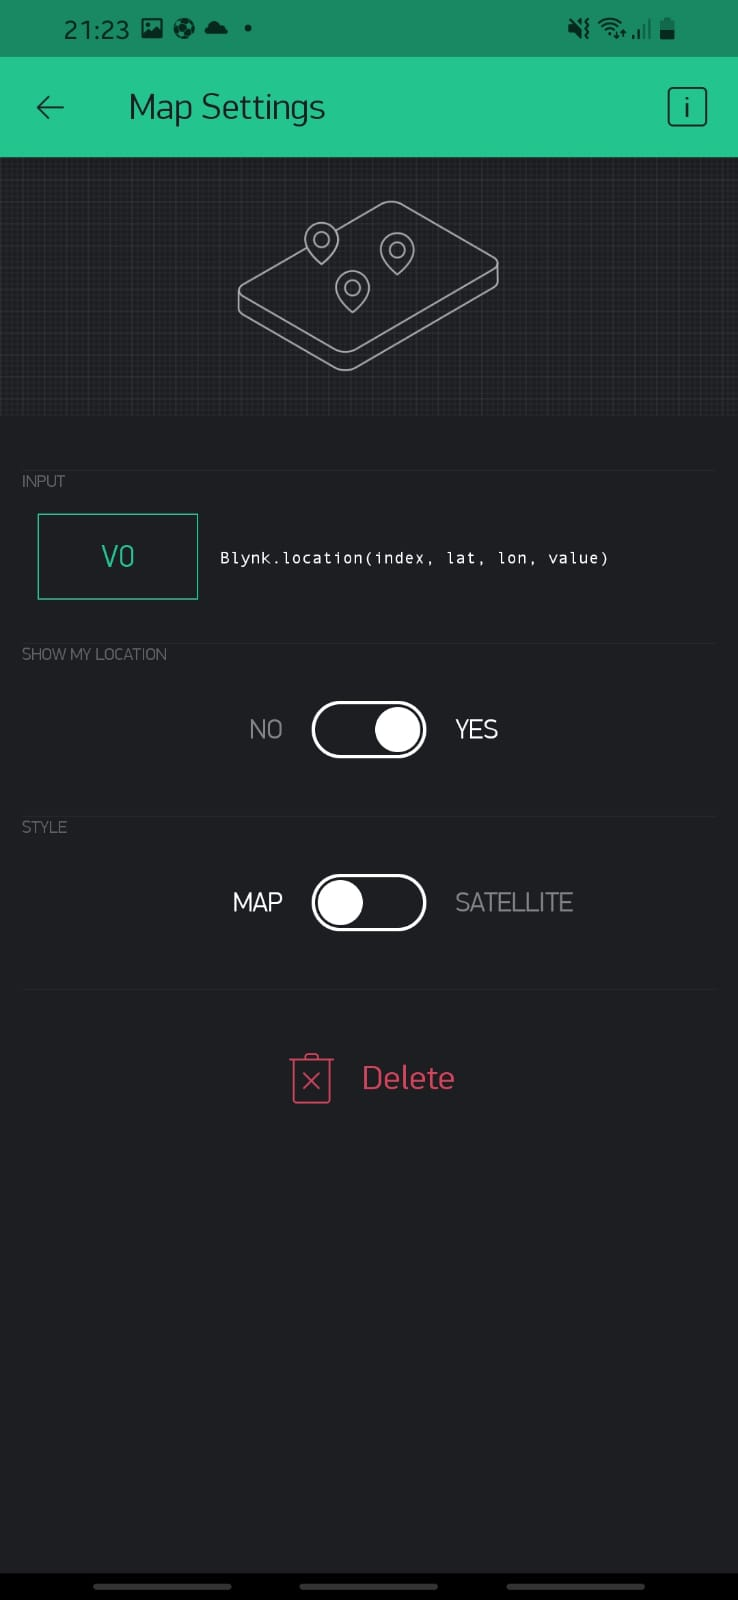 21:23
Map Settings
i
INPUT
V0
Blynk.location(index, lat, lon, value)
SHOW MY LOCATION
NO
YES
STYLE
MAP
SATELLITE
Delete